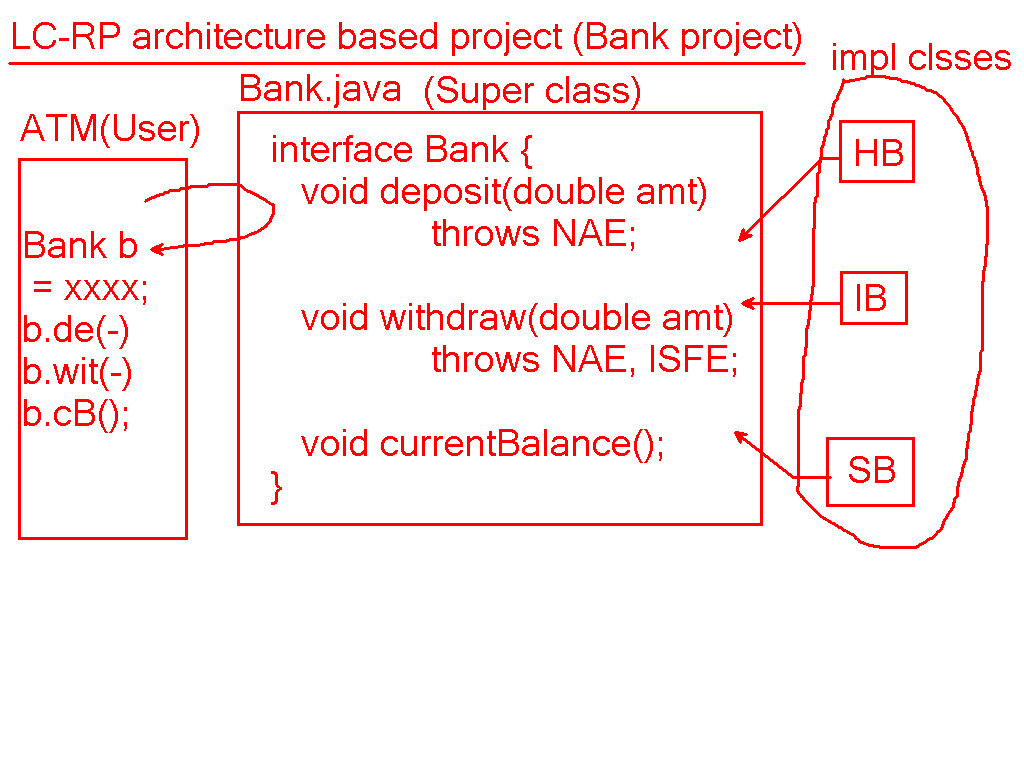 LC-RP architecture based project (Bank project)
impl clsses
Bank.java (Super class)
ATM(User)
Bank b
= xxxx;
b.de(-)
b.wit(-)
b.cB();
interface Bank {
void deposit(double amt)
throws NAE;
void withdraw(double amt)
throws NAE, ISFE;
void currentBalance();
}
HB
IB
SB